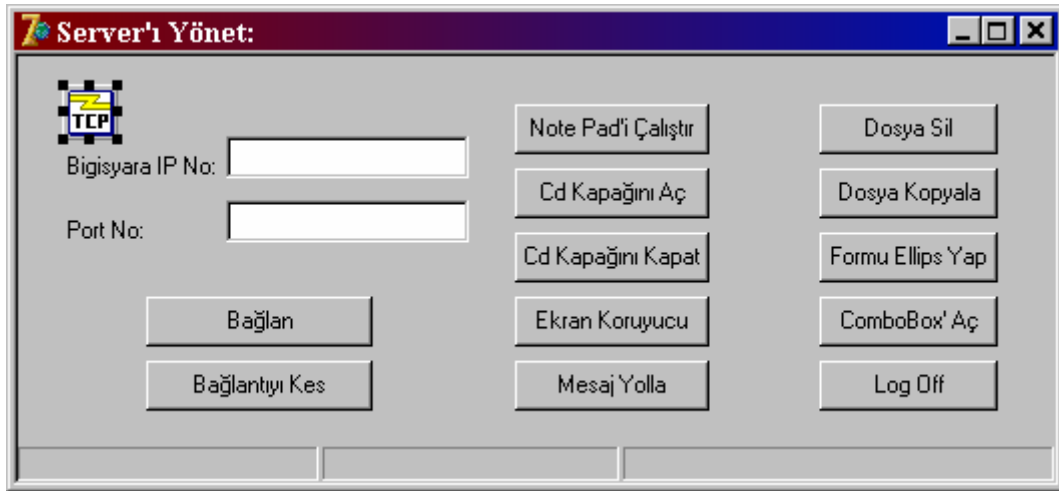 Server'ı Yönet:
TCP
Bigisyara IP No:
Port No:
Bağlan
Bağlantıyı Kes
Note Pad'i Çalıştır
Cd Kapağını Aç
Cd Kapağını Kapat
Ekran Koruyucu
Mesaj Yolla
Dosya Sil
Dosya Kopyala
Formu Ellips Yap
ComboBox' Aç
Log Off